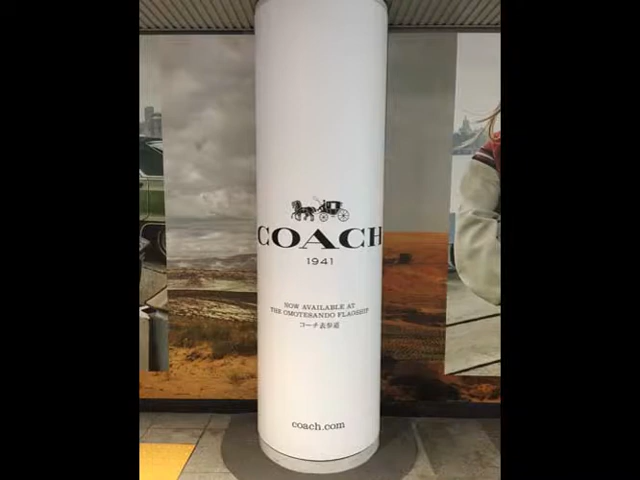 COACH
1941
NOW AVAILABLE AT
THE OMOTESANDO FLAGSHIP
コーチ表参道
coach.com